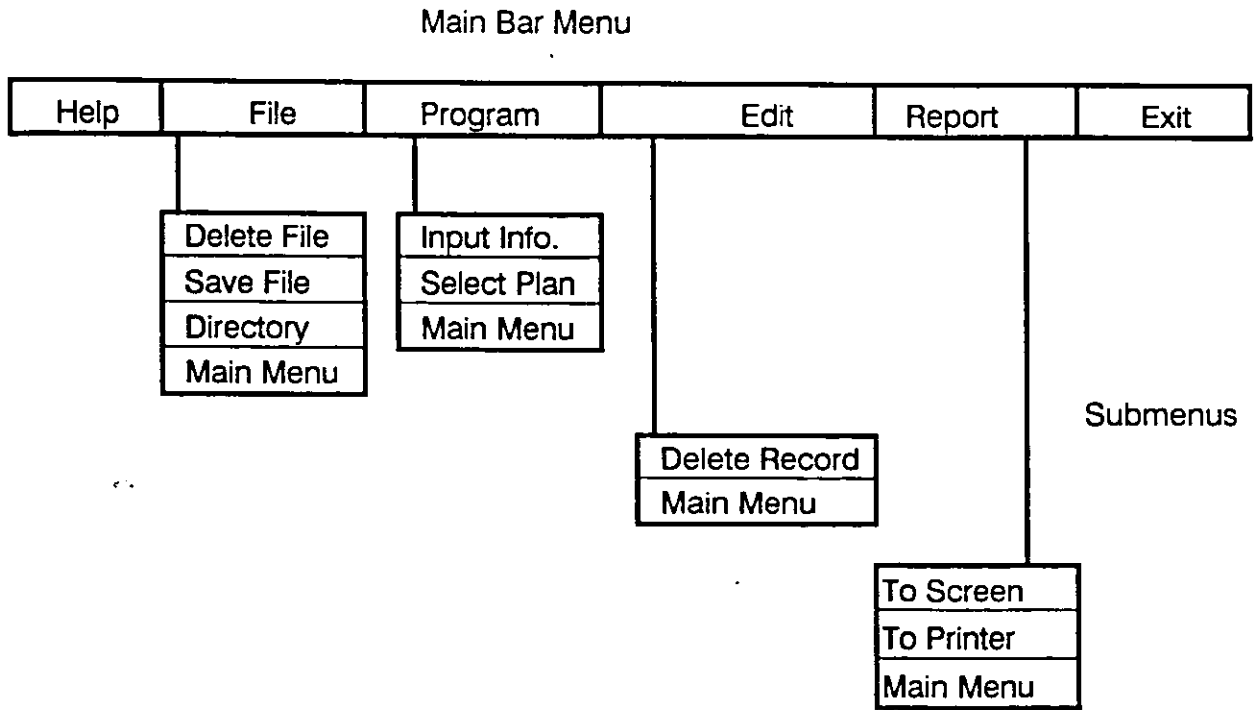 Main Bar Menu
Help File Program Edit Report Exit
Delete File
Save File
Directory
Main Menu
Input Info.
Select Plan
Main Menu
Submenus
Delete Record
Main Menu
To Screen
To Printer
Main Menu